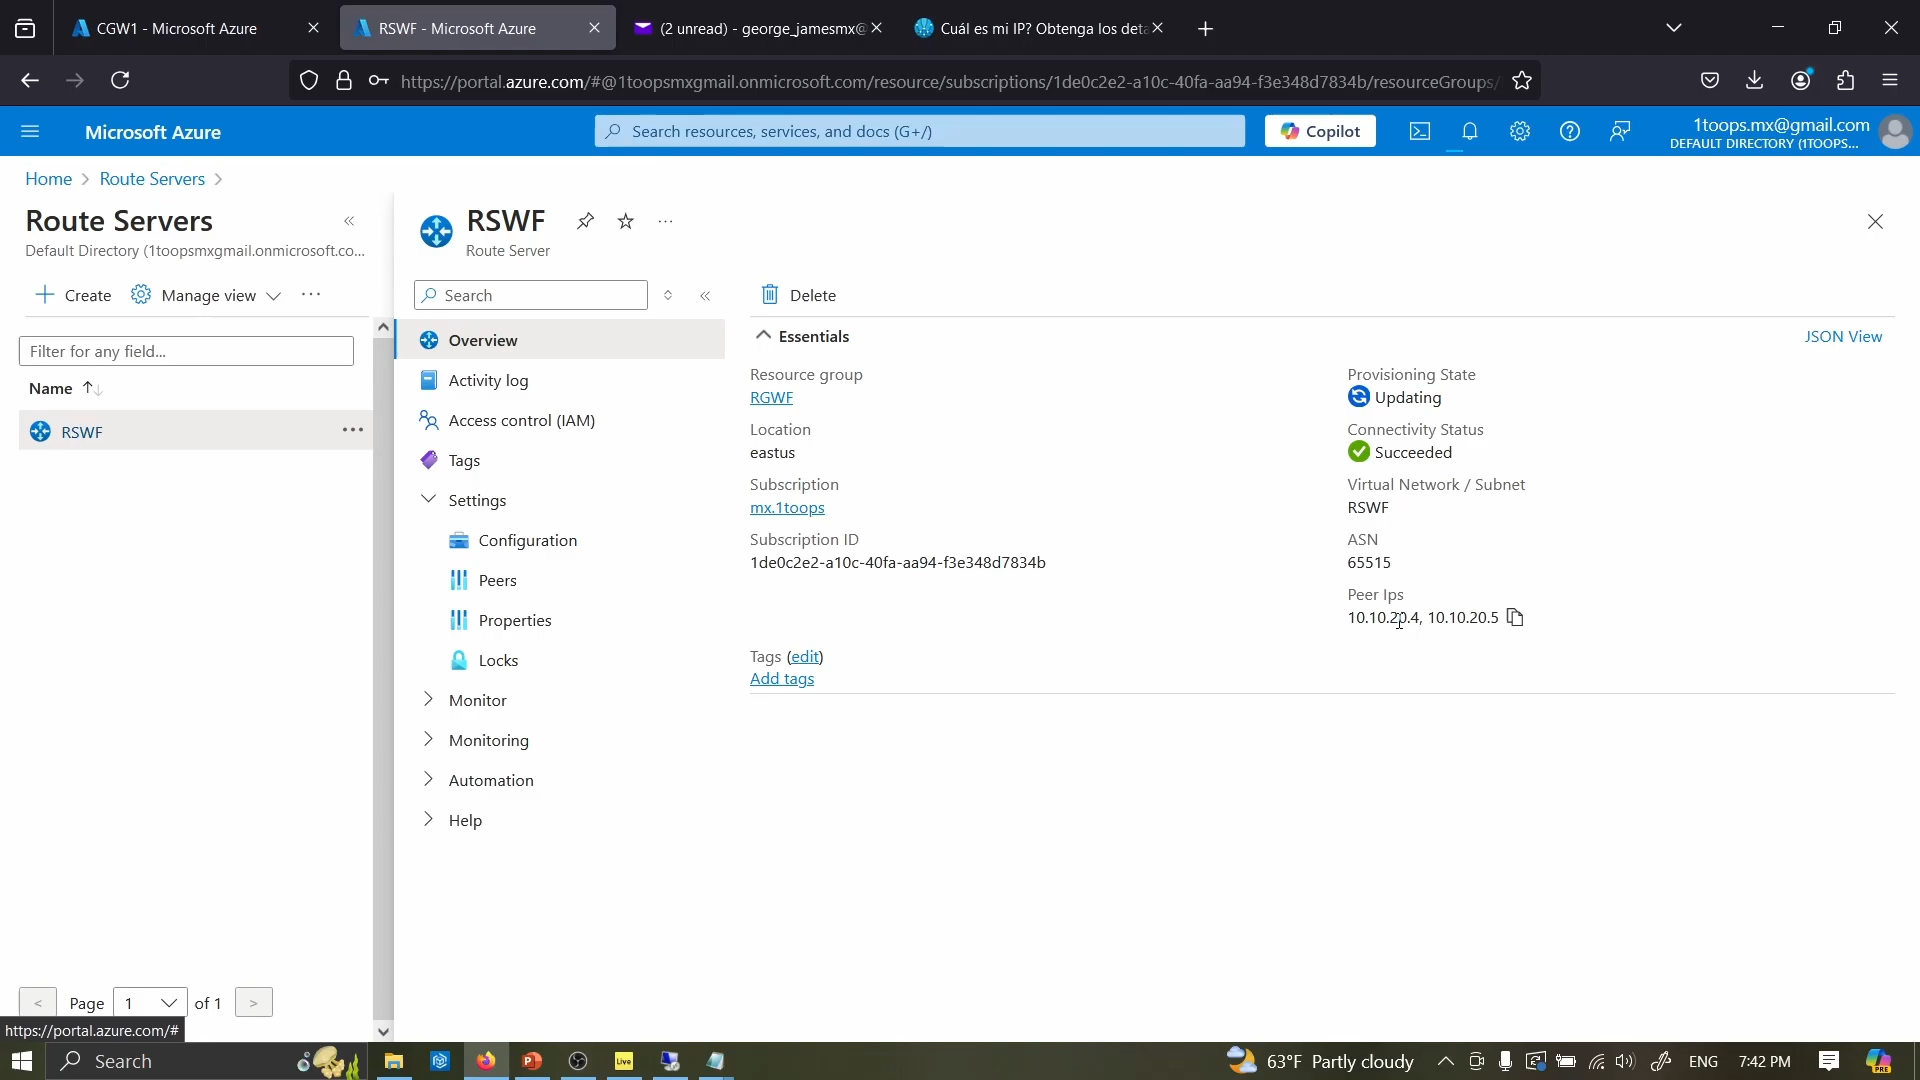 CGW1 - Microsoft Azure
RSWF - Microsoft Azure
(2 unread) - george_jamesmx@
Cuál es mi IP? Obtenga los deta
https://portal.azure.com/#@1toopsmxgmail.onmicrosoft.com/resource/subscriptions/1de0c2e2-a10c-40fa-aa94-f3e348d7834b/resourceGroups/
Microsoft Azure
Search resources, services, and docs (G+/)
Copilot
1toops.mx@gmail.com
DEFAULT DIRECTORY (1TOOPS...
Home > Route Servers >
Route Servers
Default Directory (1toopsmxgmail.onmicrosoft.co...
Create
Manage view
Filter for any field...
Name
RSWF
RSWF
Route Server
Search
Overview
Activity log
Access control (IAM)
Tags
Settings
Configuration
Peers
Properties
Locks
Monitor
Monitoring
Automation
Help
Delete
Essentials
JSON View
Resource group
RGWF
Location
eastus
Subscription
mx.1toops
Subscription ID
1de0c2e2-a10c-40fa-aa94-f3e348d7834b
Provisioning State
Updating
Connectivity Status
Succeeded
Virtual Network / Subnet
RSWF
ASN
65515
Peer Ips
10.10.20.4, 10.10.20.5
Tags (edit)
Add tags
< Page 1 of 1 >
https://portal.azure.com/#
Search
Live
63°F Partly cloudy
ENG
7:42 PM
PRE